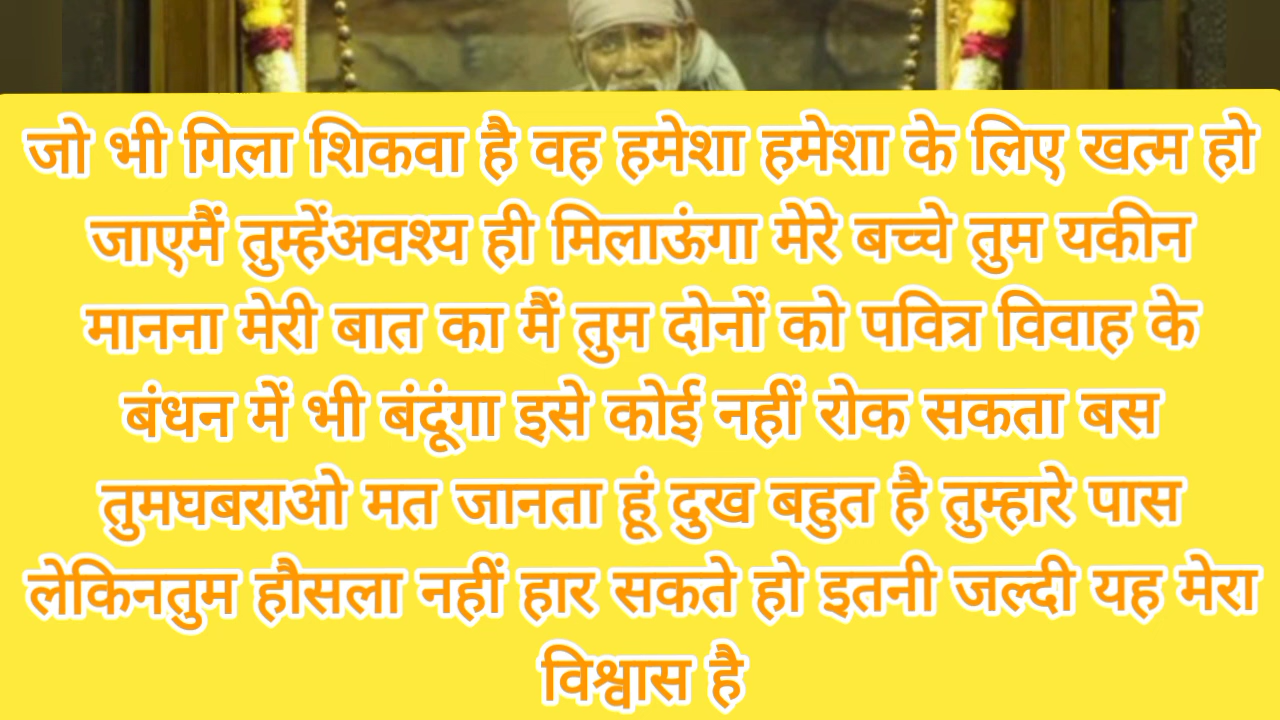 जो भी गिला शिकवा है वह हमेशा हमेशा के लिए खत्म हो
जाएमैं तुम्हेंअवश्य ही मिलाऊंगा मेरे बच्चे तुम यकीन
मानना मेरी बात का मैं तुम दोनों को पवित्र विवाह के
बंधन में भी बंदूंगा इसे कोई नहीं रोक सकता बस
तुमघबराओ मत जानता हूं दुख बहुत है तुम्हारे पास
लेकिनतुम हौसला नहीं हार सकते हो इतनी जल्दी यह मेरा
विश्वास है